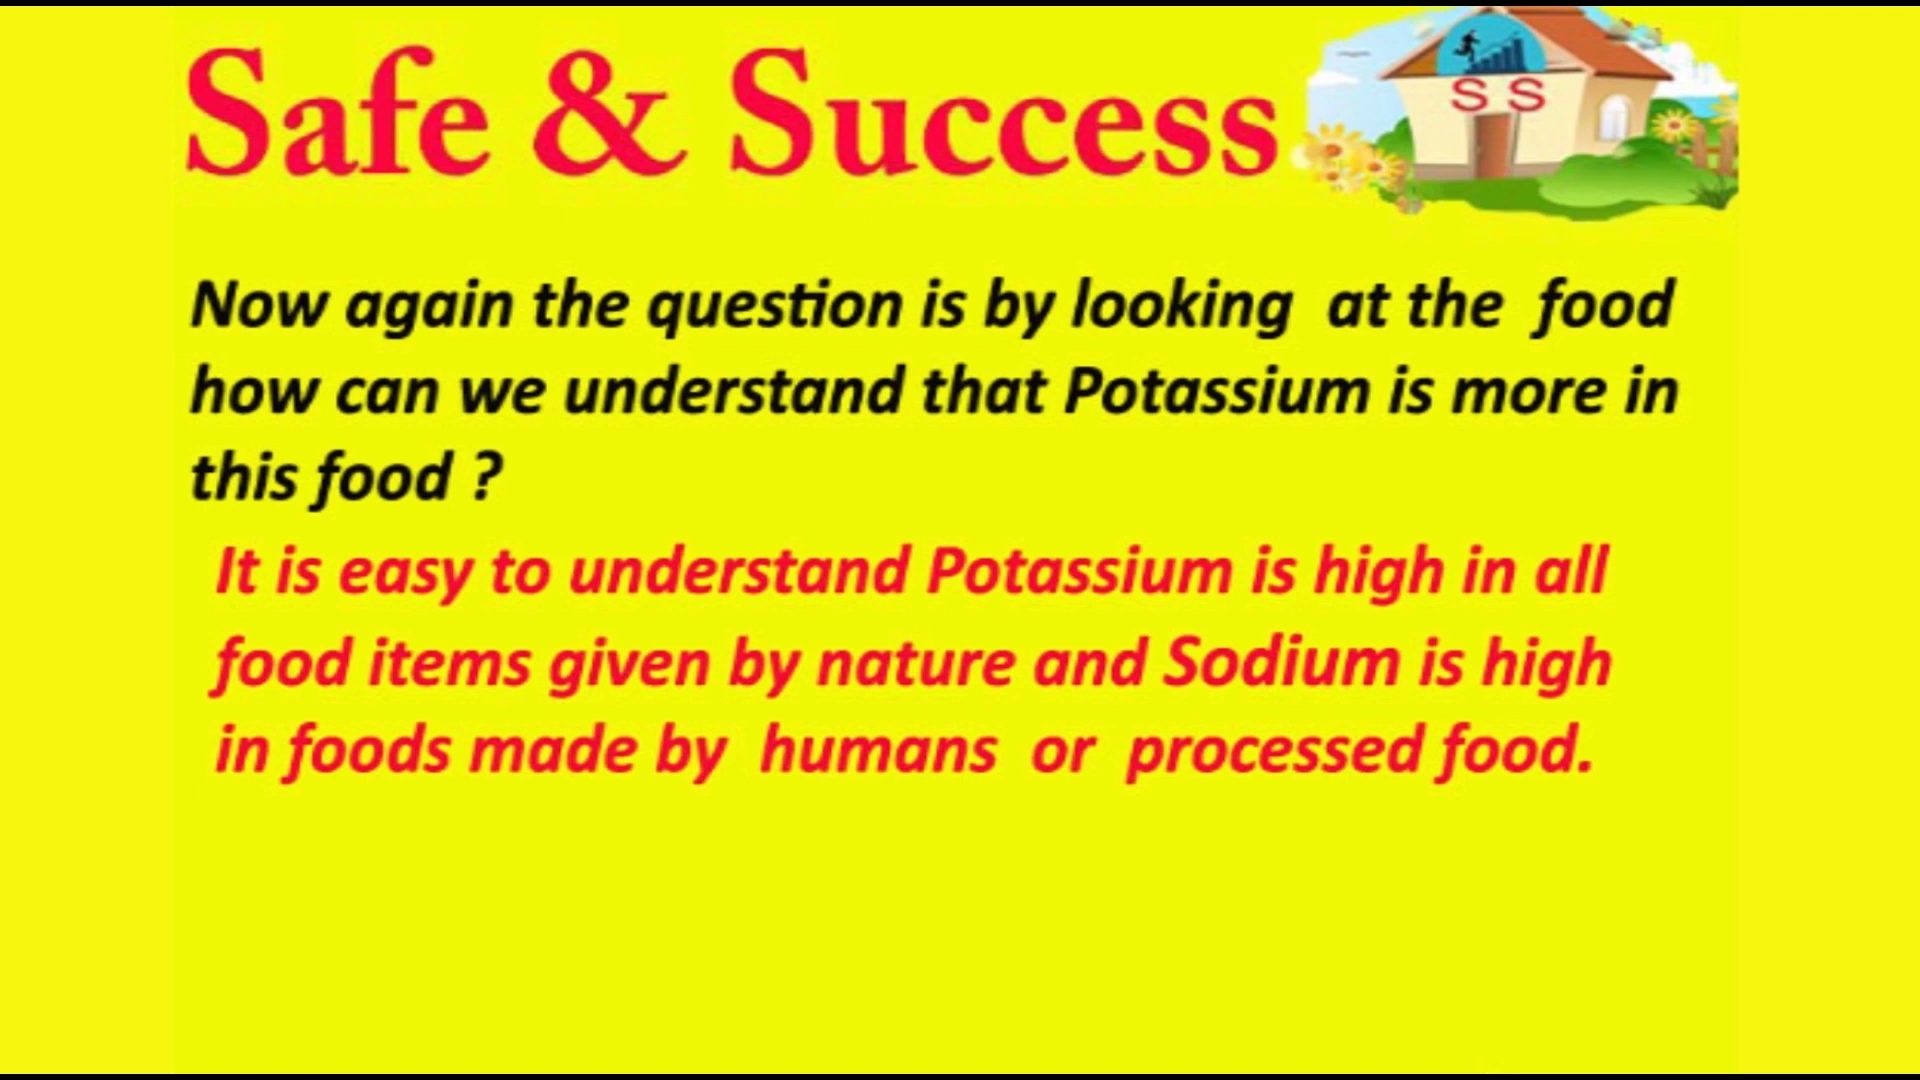 Safe & Success
S S
Now again the question is by looking at the food
how can we understand that Potassium is more in
this food ?
It is easy to understand Potassium is high in all
food items given by nature and Sodium is high
in foods made by humans or processed food.